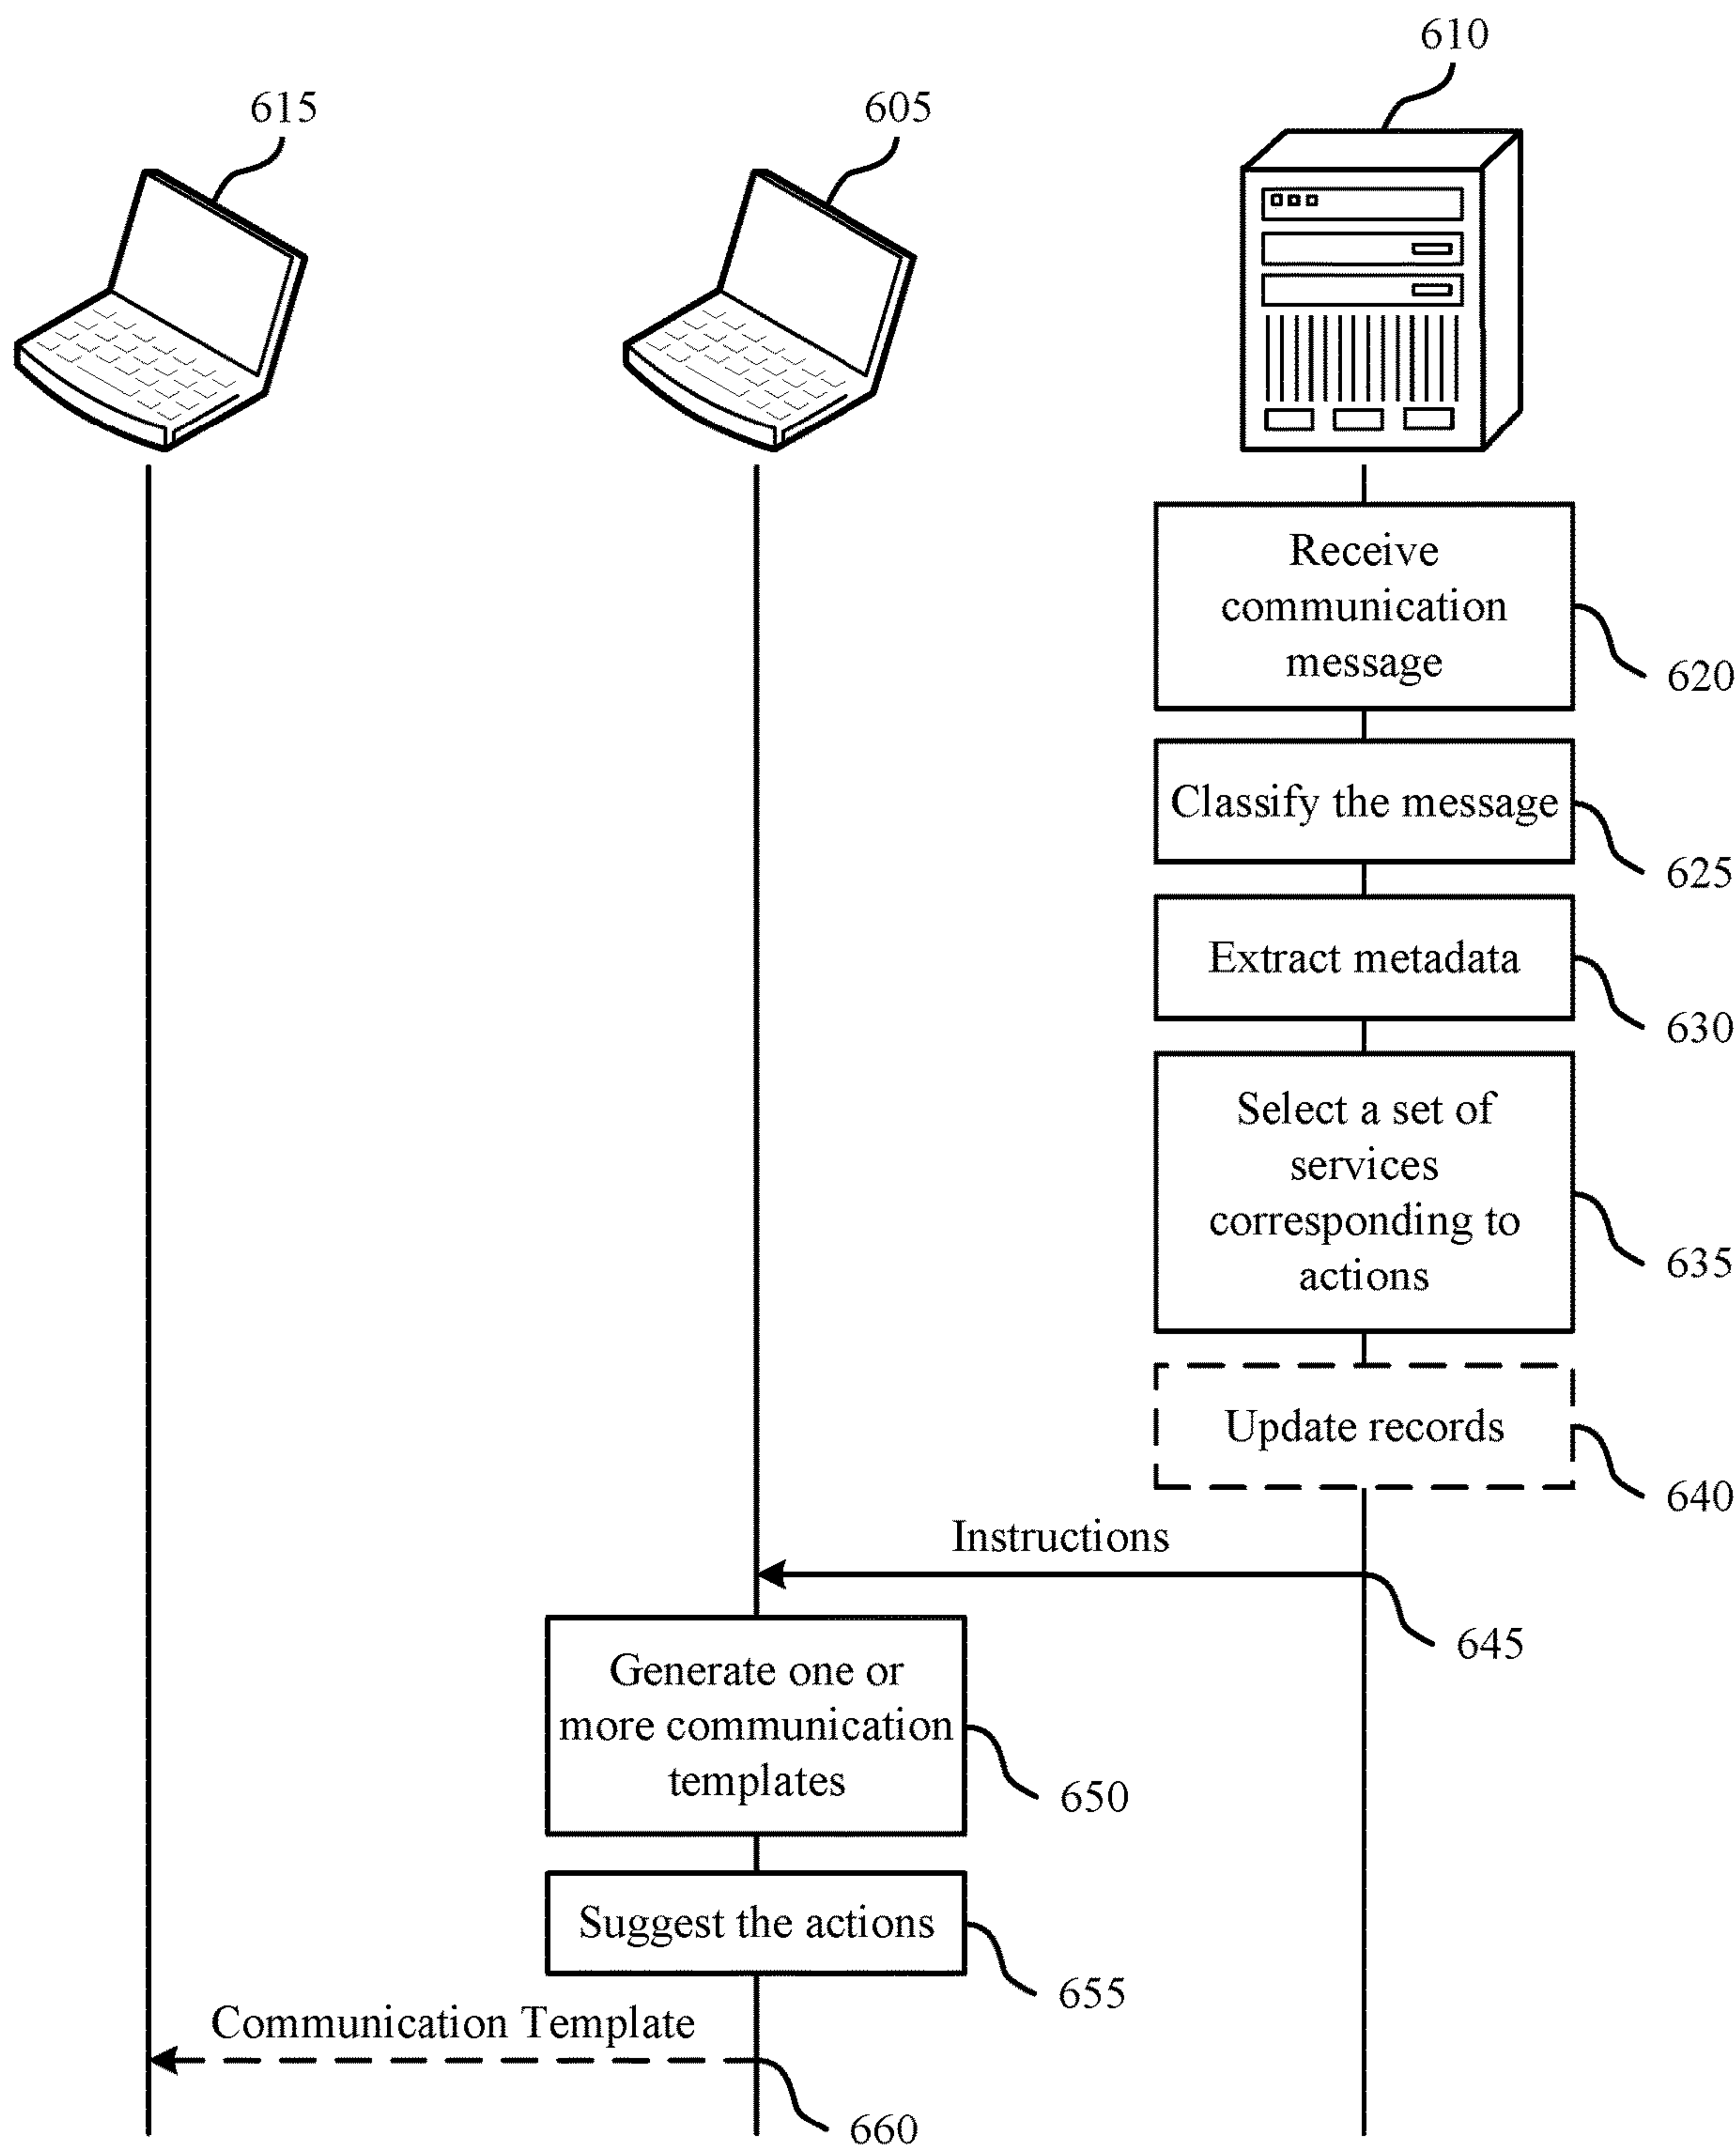 610
615
605
Receive
communication
message
620
Classify the message
625
Extract metadata
630
Select a set of
services
corresponding to
actions
635
Update records
640
Instructions
645
Generate one or
more communication
templates
650
Suggest the actions
655
Communication Template
660